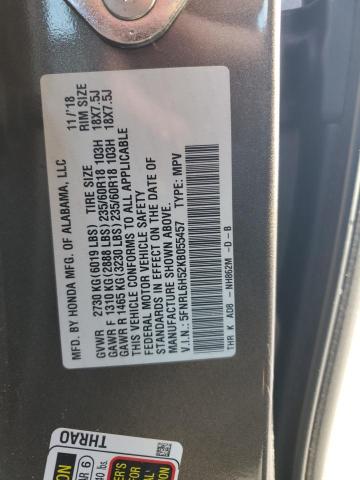 MFD. BY HONDA MFG. OF ALABAMA, LLC 11/'18
TIRE SIZE RIM SIZE
GVWR 2730 KG(6019 LBS)
GAWR F 1310 KG(2888 LBS)235/60R18 103H 18X7.5J
GAWR R 1465 KG(3230 LBS)235/60R18 103H 18X7.5J
THIS VEHICLE CONFORMS TO ALL APPLICABLE
FEDERAL MOTOR VEHICLE SAFETY
STANDARDS IN EFFECT ON THE DATE OF
MANUFACTURE SHOWN ABOVE.
V.I.N.: 5FNRL6H52KB055457 TYPE: MPV
THR K AD8 - NH862M -D -B
THRAO